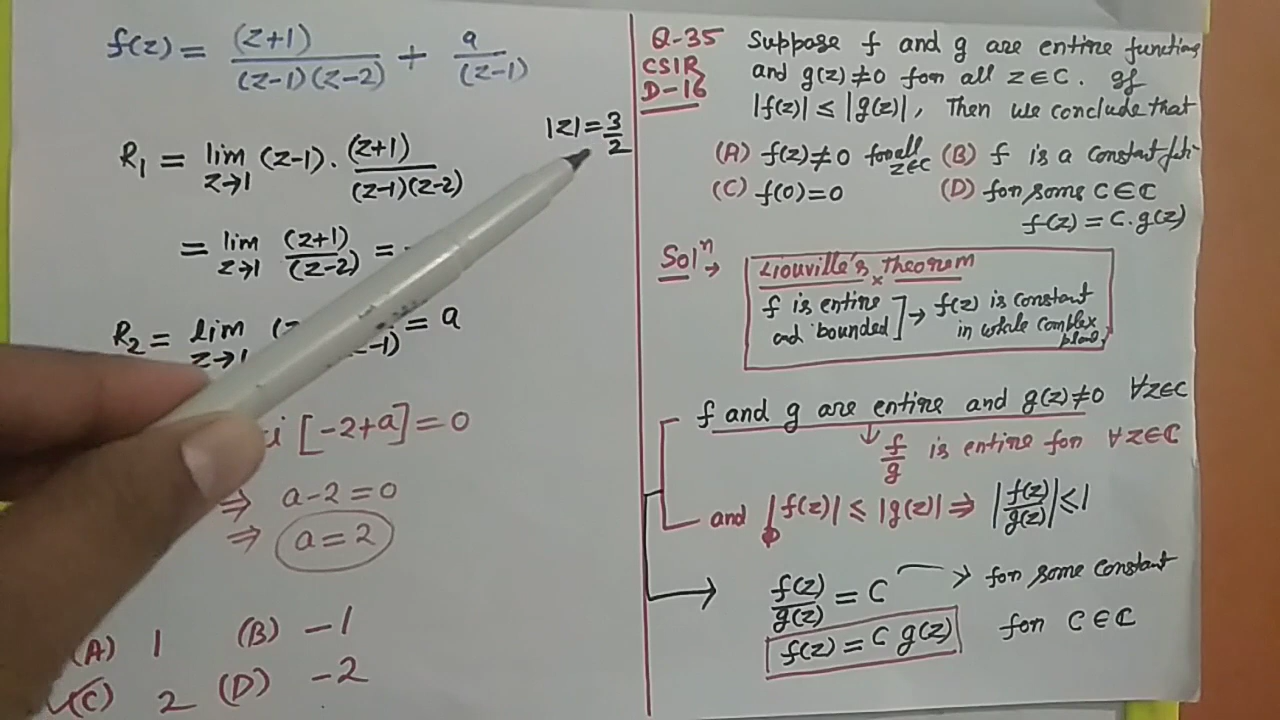 f(z) = (z+1)/(z-1)(z-2) + a/(z-1)
|z| = 3/2
R₁ = lim z→1 (z-1). (z+1)/(z-1)(z-2)
= lim z→1 (z+1)/(z-2) =
R₂ = lim z→1 (z -1) = a
i [-2+a] = 0
⇒ a-2=0
⇒ a=2
(A) 1 (B) -1
(C) 2 (D) -2
Q-35 Suppose f and g are entire function
CSIR and g(z) ≠ 0 for all z∈ℂ. If
D-16 |f(z)| ≤ |g(z)|, Then we conclude that
(A) f(z) ≠ 0 for all z∈ℂ (B) f is a constant
(C) f(0)=0 (D) for some C∈ℂ
f(z) = C.g(z)
Solⁿ→
Liouville's Theorem
f is entire and bounded ] → f(z) is constant in whole complex plane
f and g are entire and g(z)≠0 ∀z∈ℂ
↓ f/g is entire for ∀z∈ℂ
and |f(z)| ≤ |g(z)| ⇒ |f(z)/g(z)| ≤ 1
f(z)/g(z) = C → for some constant
f(z) = C g(z) for C∈ℂ